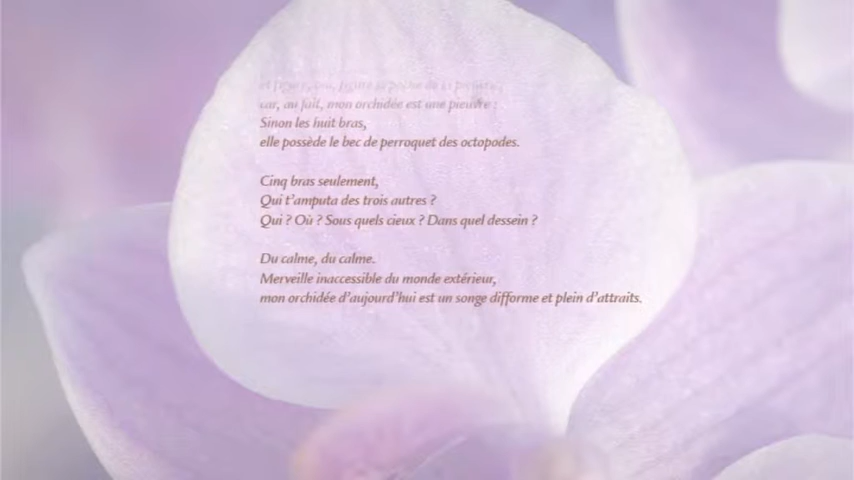 car, au fait, mon orchidée est une pieuvre :
Sinon les huit bras,
elle possède le bec de perroquet des octopodes.
Cinq bras seulement,
Qui t'amputa des trois autres ?
Qui ? Où ? Sous quels cieux ? Dans quel dessein ?
Du calme, du calme.
Merveille inaccessible du monde extérieur,
mon orchidée d'aujourd'hui est un songe difforme et plein d'attraits.